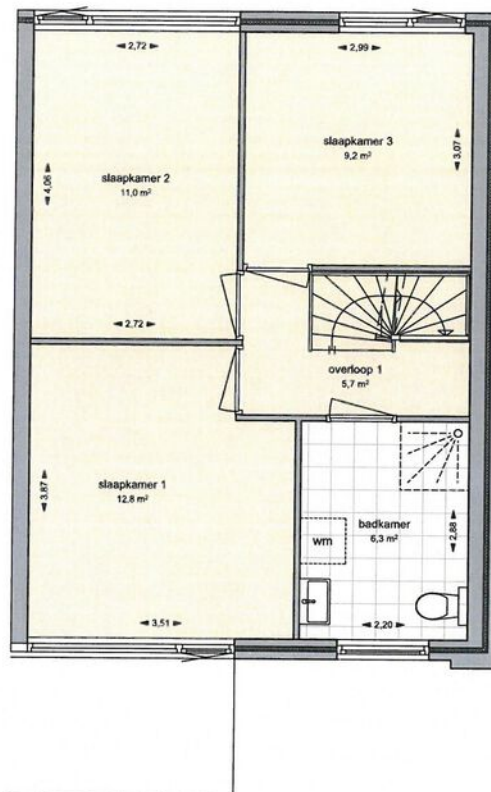 2,72
2,99
slaapkamer 3
9,2 m²
3,07
slaapkamer 2
11,0 m²
4,06
2,72
overloop 1
5,7 m²
slaapkamer 1
12,8 m²
3,87
badkamer
6,3 m²
2,88
wm
3,51
2,20